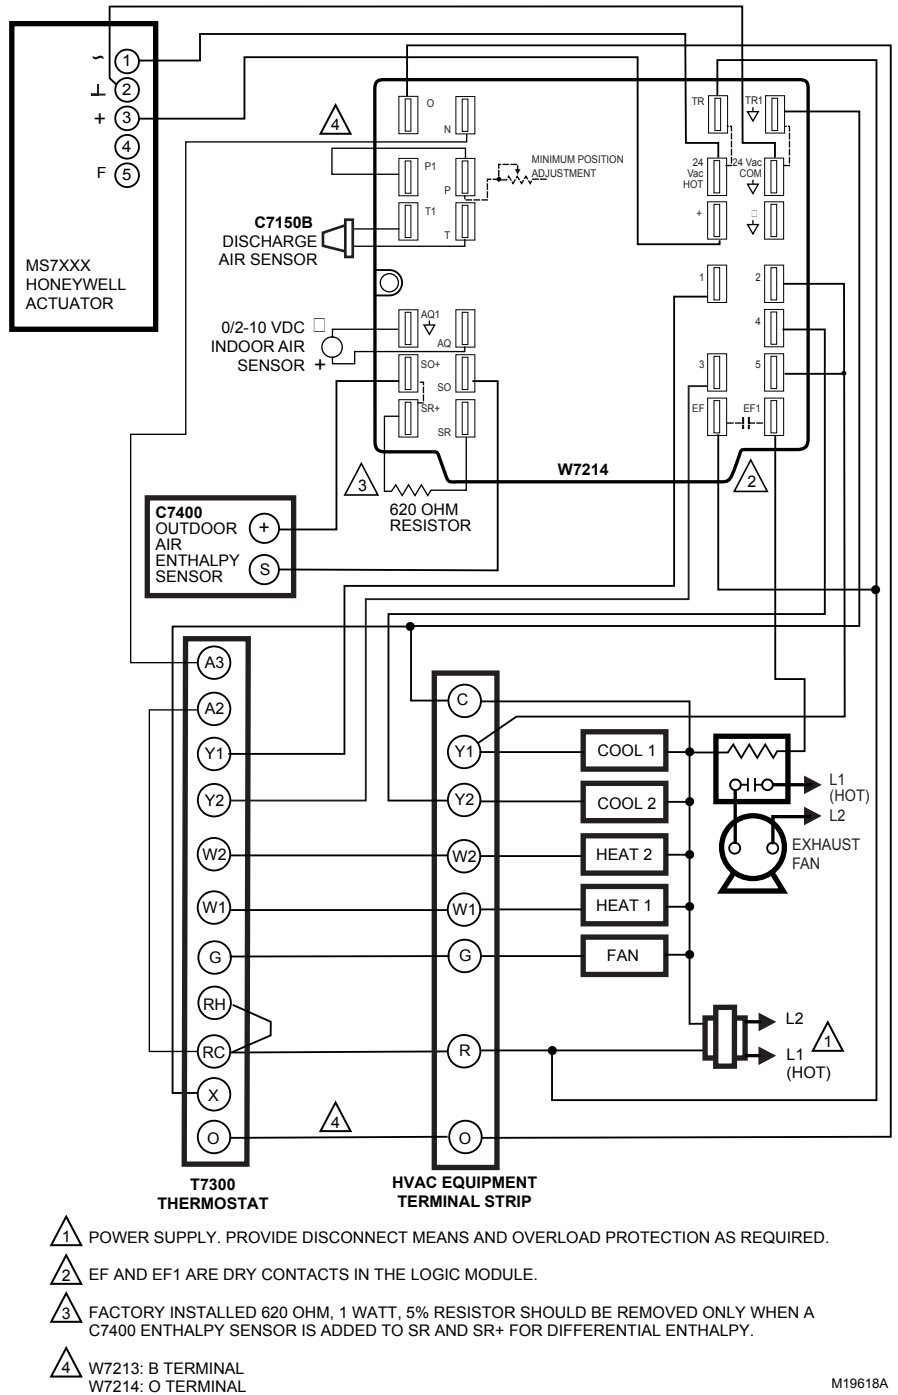 ~ 1
⊥ 2
+ 3
4
F 5
MS7XXX
HONEYWELL
ACTUATOR
4
O
N
P1
P
MINIMUM POSITION
ADJUSTMENT
T1
T
C7150B
DISCHARGE
AIR SENSOR
TR
TR1
24
Vac
HOT
24 Vac
COM
+
1
2
4
3
5
EF
EF1
0/2-10 VDC
INDOOR AIR
SENSOR +
AQ1
AQ
SO+
SO
SR+
SR
W7214
3
2
620 OHM
RESISTOR
C7400
OUTDOOR
AIR
ENTHALPY
SENSOR
+
S
A3
A2
Y1
Y2
W2
W1
G
RH
RC
X
O
T7300
THERMOSTAT
4
C
Y1
Y2
W2
W1
G
R
O
HVAC EQUIPMENT
TERMINAL STRIP
COOL 1
COOL 2
HEAT 2
HEAT 1
FAN
L1
(HOT)
L2
EXHAUST
FAN
L2
L1
(HOT)
1
1 POWER SUPPLY. PROVIDE DISCONNECT MEANS AND OVERLOAD PROTECTION AS REQUIRED.
2 EF AND EF1 ARE DRY CONTACTS IN THE LOGIC MODULE.
3 FACTORY INSTALLED 620 OHM, 1 WATT, 5% RESISTOR SHOULD BE REMOVED ONLY WHEN A
C7400 ENTHALPY SENSOR IS ADDED TO SR AND SR+ FOR DIFFERENTIAL ENTHALPY.
4 W7213: B TERMINAL
W7214: O TERMINAL
M19618A